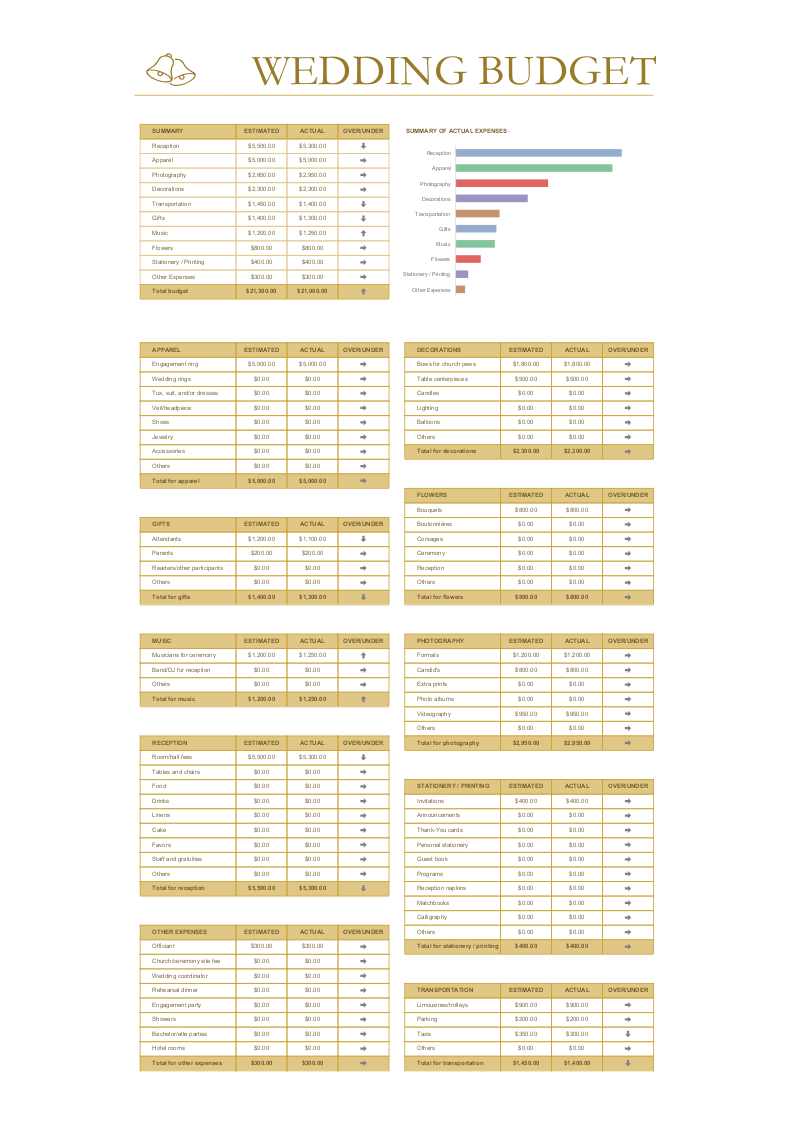 WEDDING BUDGET
SUMMARY ESTIMATED ACTUAL OVER/UNDER
Reception $5,500.00 $5,300.00
Apparel $5,000.00 $5,000.00
Photography $2,950.00 $2,950.00
Decorations $2,300.00 $2,300.00
Transportation $1,450.00 $1,400.00
Gifts $1,400.00 $1,300.00
Music $1,200.00 $1,250.00
Flowers $800.00 $800.00
Stationery / Printing $400.00 $400.00
Other Expenses $300.00 $300.00
Total budget $21,300.00 $21,000.00
SUMMARY OF ACTUAL EXPENSES
Reception
Apparel
Photography
Decorations
Transportation
Gifts
Music
Flowers
Stationery / Printing
Other Expenses
APPAREL ESTIMATED ACTUAL OVER/UNDER
Engagement ring $5,000.00 $5,000.00
Wedding rings $0.00 $0.00
Tux, suit, and/or dresses $0.00 $0.00
Veil/headpiece $0.00 $0.00
Shoes $0.00 $0.00
Jewelry $0.00 $0.00
Accessories $0.00 $0.00
Others $0.00 $0.00
Total for apparel $5,000.00 $5,000.00
GIFTS ESTIMATED ACTUAL OVER/UNDER
Attendants $1,200.00 $1,100.00
Parents $200.00 $200.00
Readers/other participants $0.00 $0.00
Others $0.00 $0.00
Total for gifts $1,400.00 $1,300.00
MUSIC ESTIMATED ACTUAL OVER/UNDER
Musicians for ceremony $1,200.00 $1,250.00
Band/DJ for reception $0.00 $0.00
Others $0.00 $0.00
Total for music $1,200.00 $1,250.00
RECEPTION ESTIMATED ACTUAL OVER/UNDER
Room/hall fees $5,500.00 $5,300.00
Tables and chairs $0.00 $0.00
Food $0.00 $0.00
Drinks $0.00 $0.00
Linens $0.00 $0.00
Cake $0.00 $0.00
Favors $0.00 $0.00
Staff and gratuities $0.00 $0.00
Others $0.00 $0.00
Total for reception $5,500.00 $5,300.00
OTHER EXPENSES ESTIMATED ACTUAL OVER/UNDER
Officiant $300.00 $300.00
Church/ceremony site fee $0.00 $0.00
Wedding coordinator $0.00 $0.00
Rehearsal dinner $0.00 $0.00
Engagement party $0.00 $0.00
Showers $0.00 $0.00
Bachelor/ette parties $0.00 $0.00
Hotel rooms $0.00 $0.00
Total for other expenses $300.00 $300.00
DECORATIONS ESTIMATED ACTUAL OVER/UNDER
Bows for church pews $1,800.00 $1,800.00
Table centerpieces $500.00 $500.00
Candles $0.00 $0.00
Lighting $0.00 $0.00
Balloons $0.00 $0.00
Others $0.00 $0.00
Total for decorations $2,300.00 $2,300.00
FLOWERS ESTIMATED ACTUAL OVER/UNDER
Bouquets $800.00 $800.00
Boutonnières $0.00 $0.00
Corsages $0.00 $0.00
Ceremony $0.00 $0.00
Reception $0.00 $0.00
Others $0.00 $0.00
Total for flowers $800.00 $800.00
PHOTOGRAPHY ESTIMATED ACTUAL OVER/UNDER
Formals $1,200.00 $1,200.00
Candids $800.00 $800.00
Extra prints $0.00 $0.00
Photo albums $0.00 $0.00
Videography $950.00 $950.00
Others $0.00 $0.00
Total for photography $2,950.00 $2,950.00
STATIONERY / PRINTING ESTIMATED ACTUAL OVER/UNDER
Invitations $400.00 $400.00
Announcements $0.00 $0.00
Thank-You cards $0.00 $0.00
Personal stationery $0.00 $0.00
Guest book $0.00 $0.00
Programs $0.00 $0.00
Reception napkins $0.00 $0.00
Matchbooks $0.00 $0.00
Calligraphy $0.00 $0.00
Others $0.00 $0.00
Total for stationery / printing $400.00 $400.00
TRANSPORTATION ESTIMATED ACTUAL OVER/UNDER
Limousines/trolleys $900.00 $900.00
Parking $200.00 $200.00
Taxis $350.00 $300.00
Others $0.00 $0.00
Total for transportation $1,450.00 $1,400.00